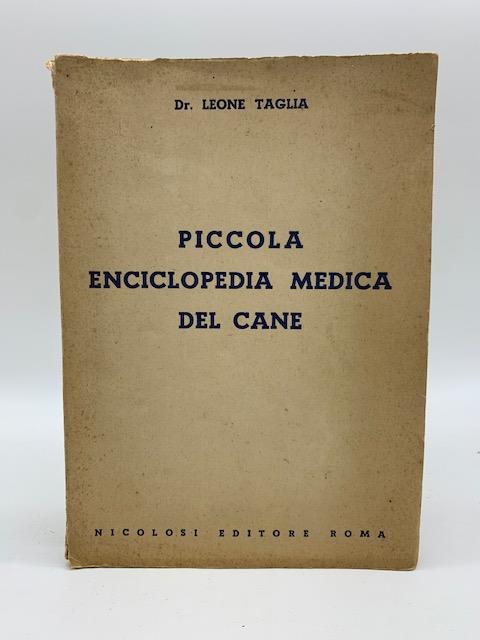 Dr. LEONE TAGLIA
PICCOLA
ENCICLOPEDIA MEDICA
DEL CANE
NICOLOSI EDITORE ROMA